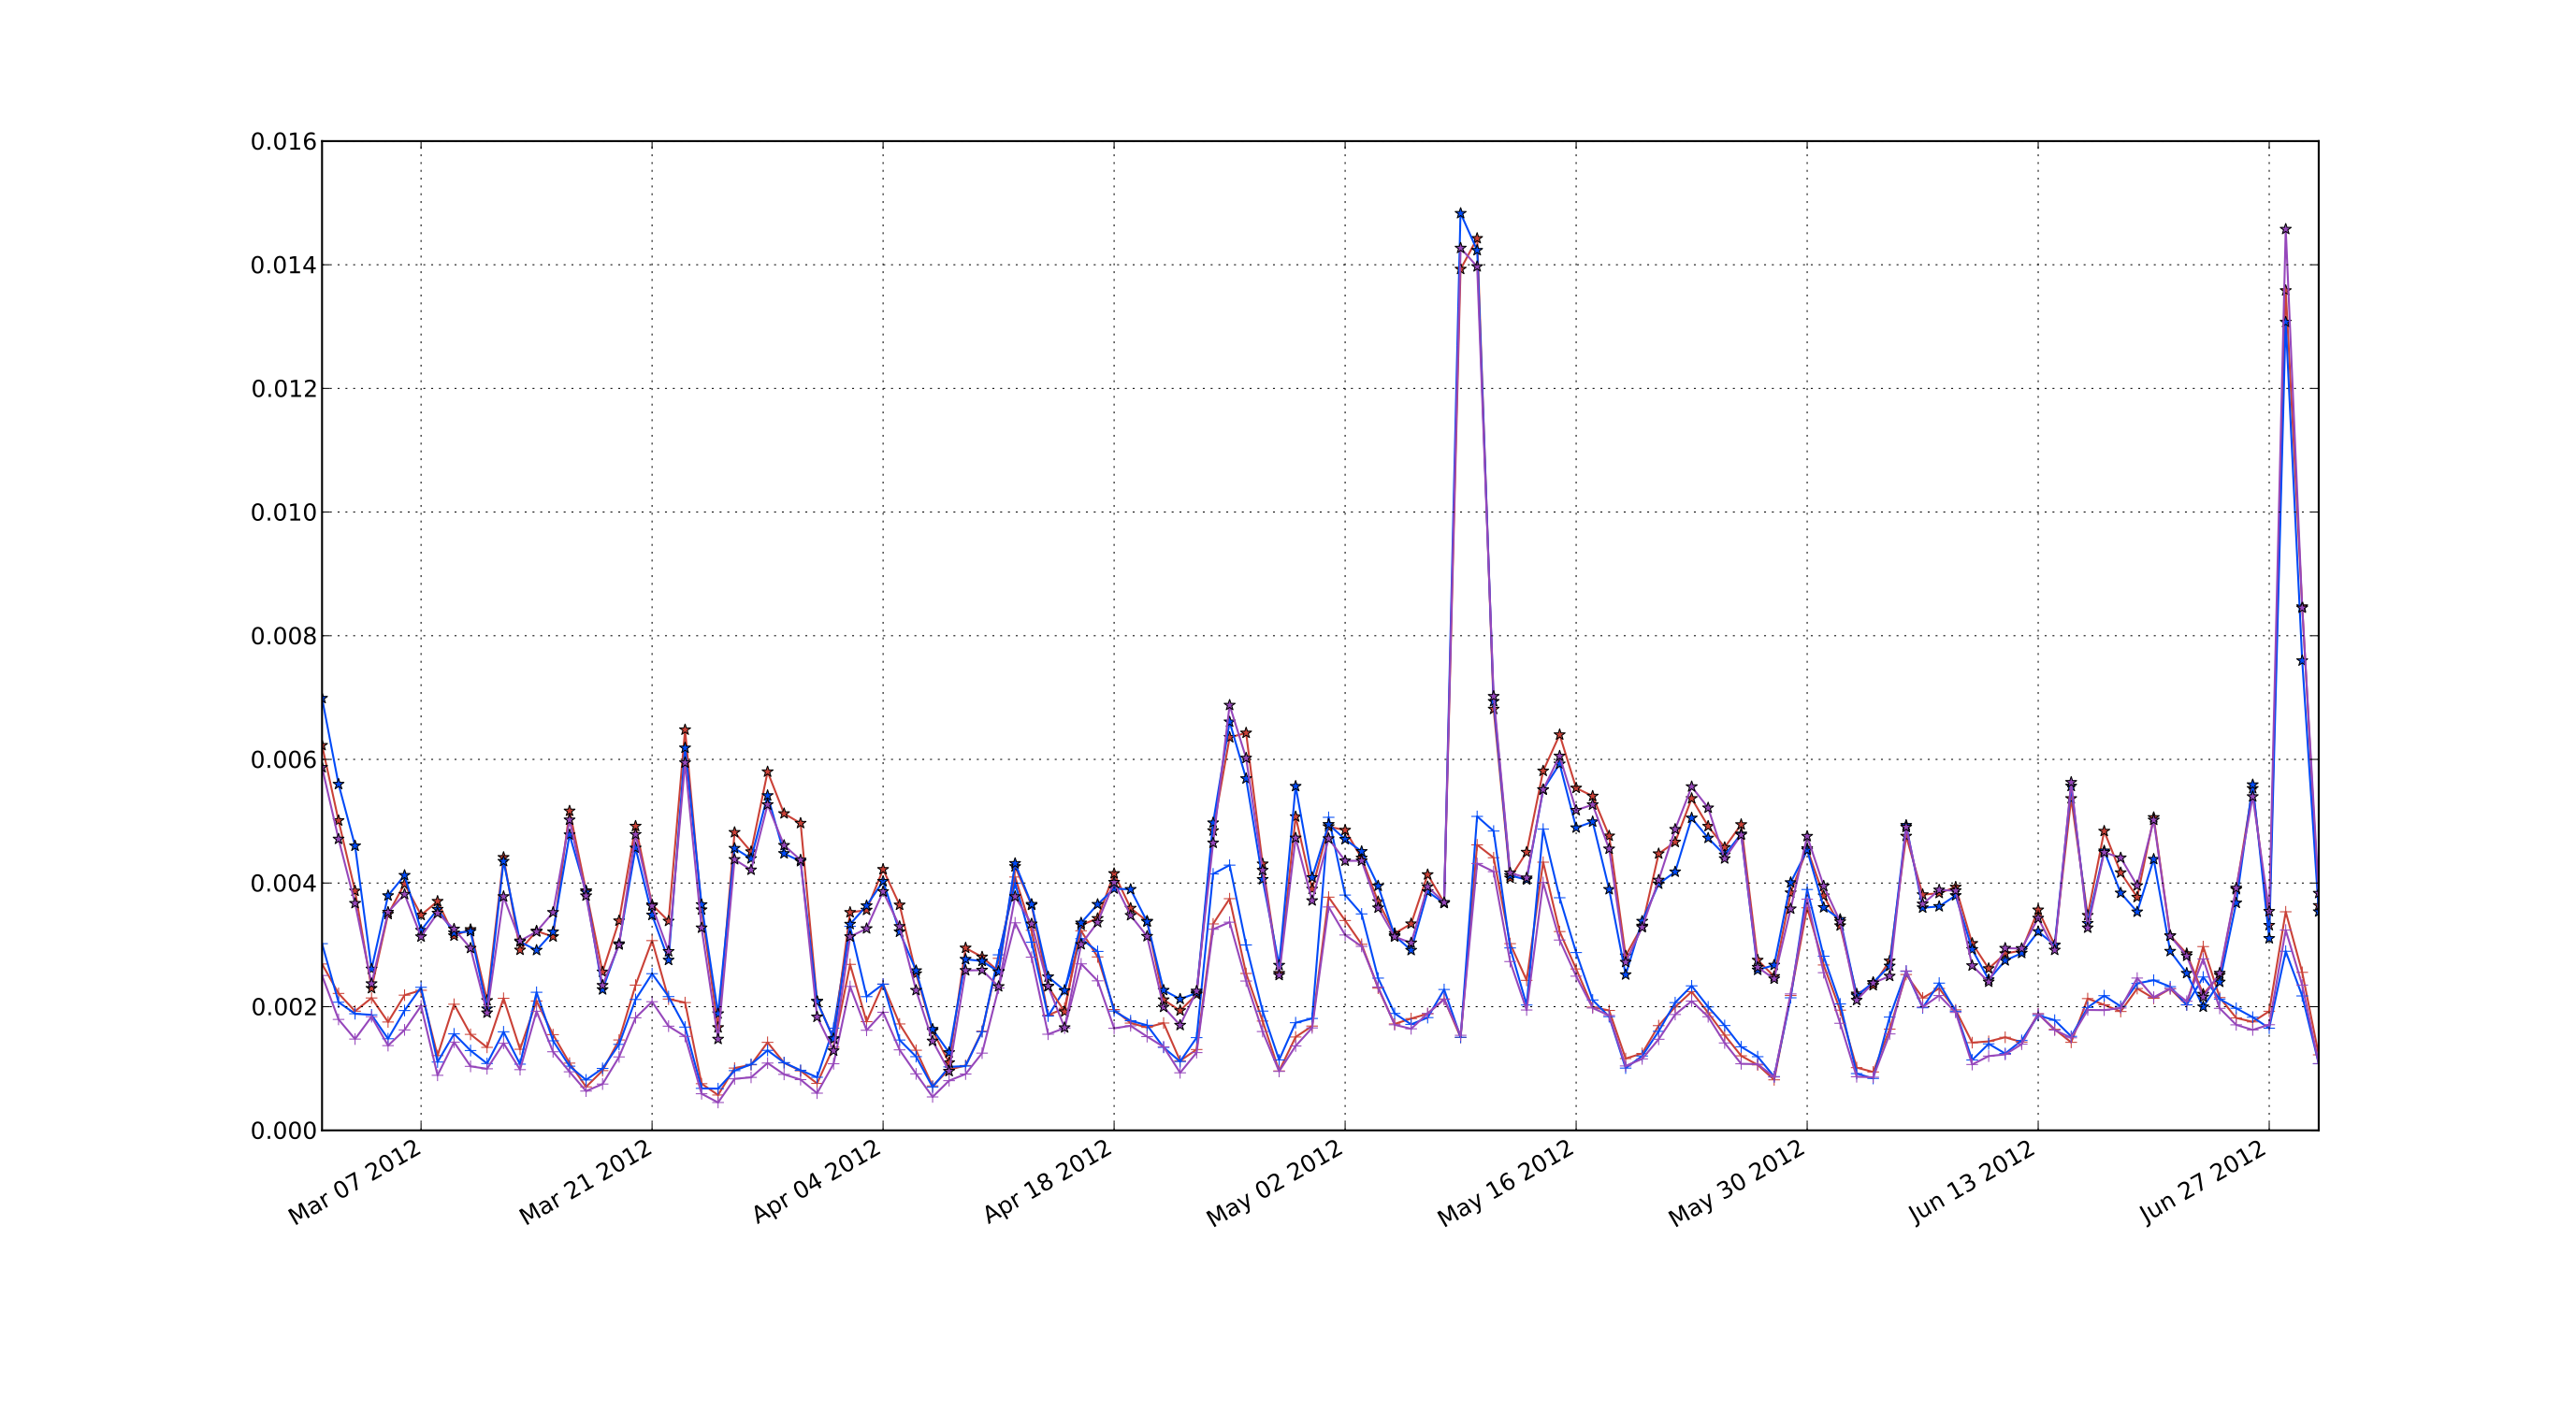 0.016
0.014
0.012
0.010
0.008
0.006
0.004
0.002
0.000
Mar 07 2012
Mar 21 2012
Apr 04 2012
Apr 18 2012
May 02 2012
May 16 2012
May 30 2012
Jun 13 2012
Jun 27 2012